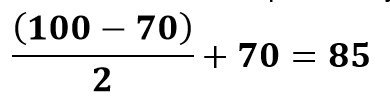 (100 − 70)
2
+ 70 = 85